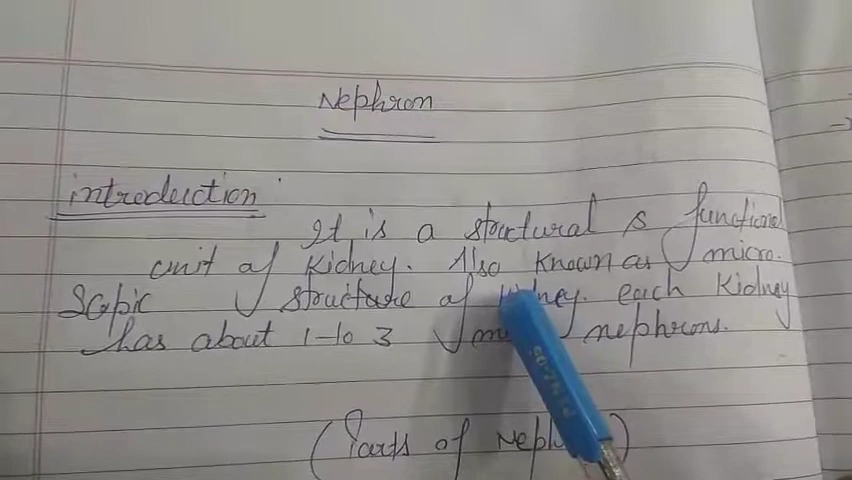 Nephron
introduction
It is a structural & functional
unit of kidney. Also known as micro.
Scopic structure of kidney. each kidney
has about 1-to 3 nephrons.
(Parts of Neph